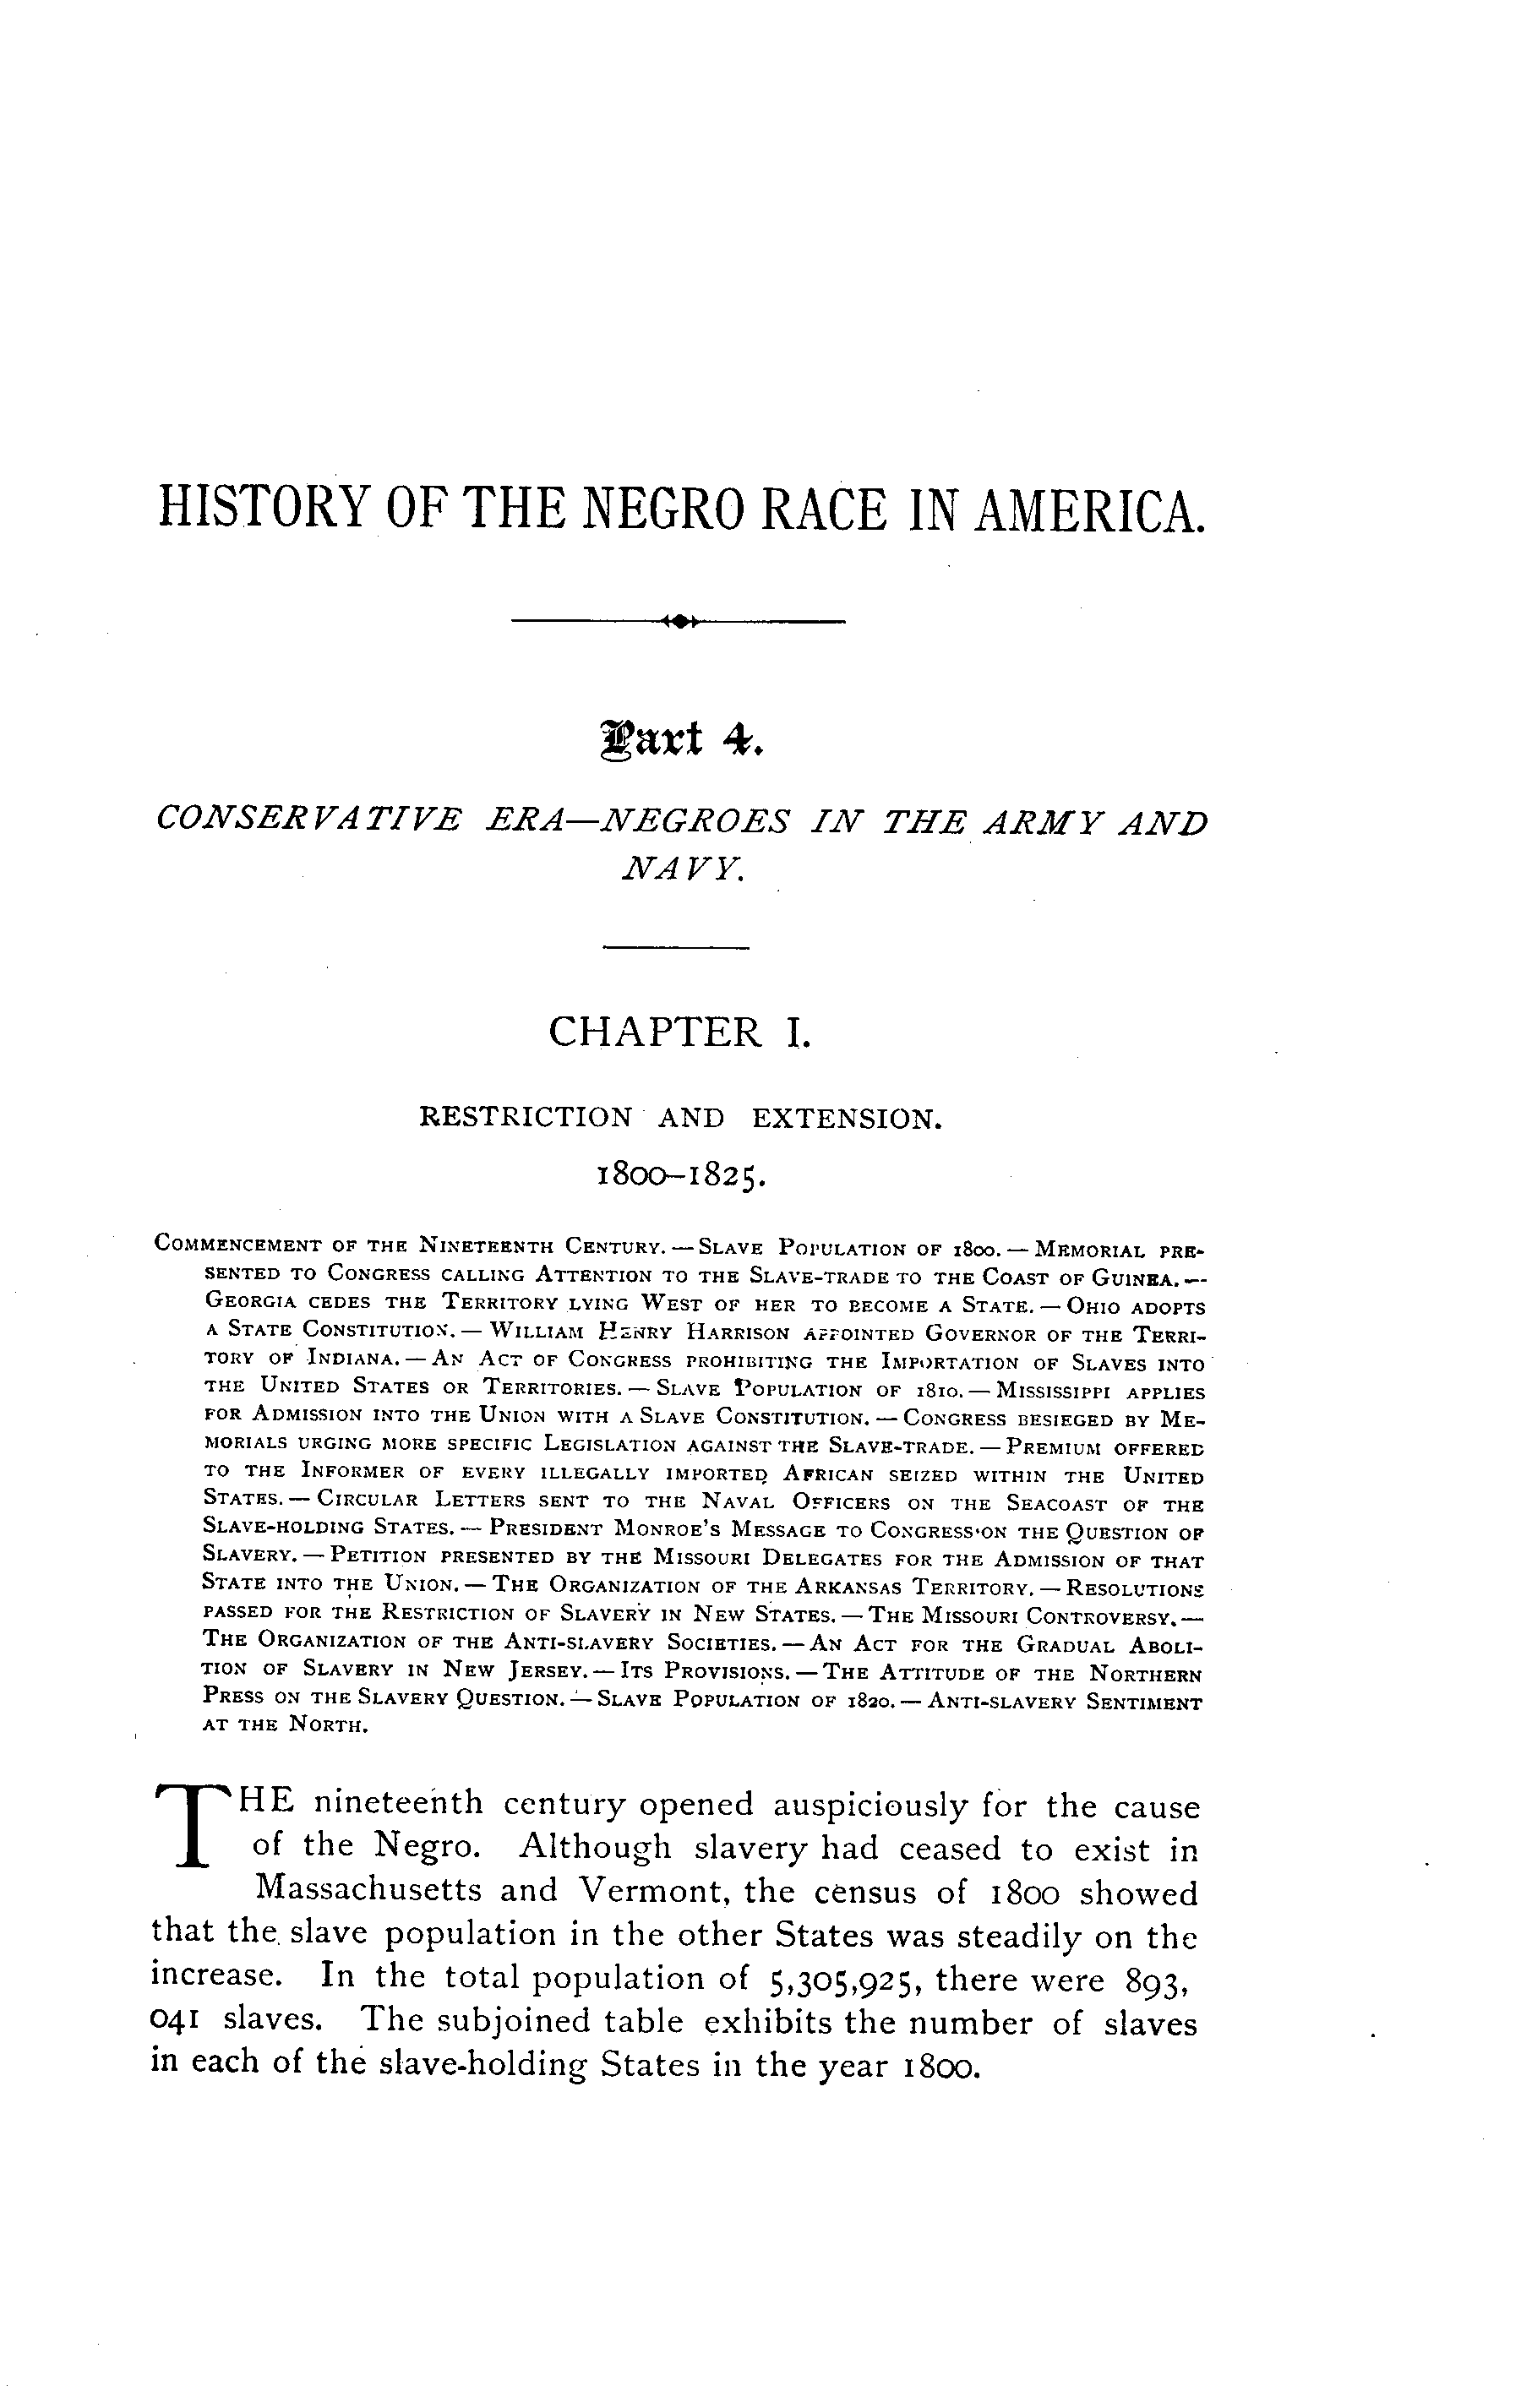 HISTORY OF THE NEGRO RACE IN AMERICA.
Part 4.
CONSERVATIVE ERA—NEGROES IN THE ARMY AND
NAVY.
CHAPTER I.
RESTRICTION AND EXTENSION.
1800–1825.
COMMENCEMENT OF THE NINETEENTH CENTURY. — SLAVE POPULATION OF 1800. — MEMORIAL PRE-
SENTED TO CONGRESS CALLING ATTENTION TO THE SLAVE-TRADE TO THE COAST OF GUINEA. —
GEORGIA CEDES THE TERRITORY LYING WEST OF HER TO BECOME A STATE. — OHIO ADOPTS
A STATE CONSTITUTION. — WILLIAM HENRY HARRISON APPOINTED GOVERNOR OF THE TERRI-
TORY OF INDIANA. — AN ACT OF CONGRESS PROHIBITING THE IMPORTATION OF SLAVES INTO
THE UNITED STATES OR TERRITORIES. — SLAVE POPULATION OF 1810. — MISSISSIPPI APPLIES
FOR ADMISSION INTO THE UNION WITH A SLAVE CONSTITUTION. — CONGRESS BESIEGED BY ME-
MORIALS URGING MORE SPECIFIC LEGISLATION AGAINST THE SLAVE-TRADE. — PREMIUM OFFERED
TO THE INFORMER OF EVERY ILLEGALLY IMPORTED AFRICAN SEIZED WITHIN THE UNITED
STATES. — CIRCULAR LETTERS SENT TO THE NAVAL OFFICERS ON THE SEACOAST OF THE
SLAVE-HOLDING STATES. — PRESIDENT MONROE'S MESSAGE TO CONGRESS ON THE QUESTION OF
SLAVERY. — PETITION PRESENTED BY THE MISSOURI DELEGATES FOR THE ADMISSION OF THAT
STATE INTO THE UNION. — THE ORGANIZATION OF THE ARKANSAS TERRITORY. — RESOLUTIONS
PASSED FOR THE RESTRICTION OF SLAVERY IN NEW STATES. — THE MISSOURI CONTROVERSY. —
THE ORGANIZATION OF THE ANTI-SLAVERY SOCIETIES. — AN ACT FOR THE GRADUAL ABOLI-
TION OF SLAVERY IN NEW JERSEY. — ITS PROVISIONS. — THE ATTITUDE OF THE NORTHERN
PRESS ON THE SLAVERY QUESTION. — SLAVE POPULATION OF 1820. — ANTI-SLAVERY SENTIMENT
AT THE NORTH.
THE nineteenth century opened auspiciously for the cause
of the Negro. Although slavery had ceased to exist in
Massachusetts and Vermont, the census of 1800 showed
that the slave population in the other States was steadily on the
increase. In the total population of 5,305,925, there were 893,
041 slaves. The subjoined table exhibits the number of slaves
in each of the slave-holding States in the year 1800.